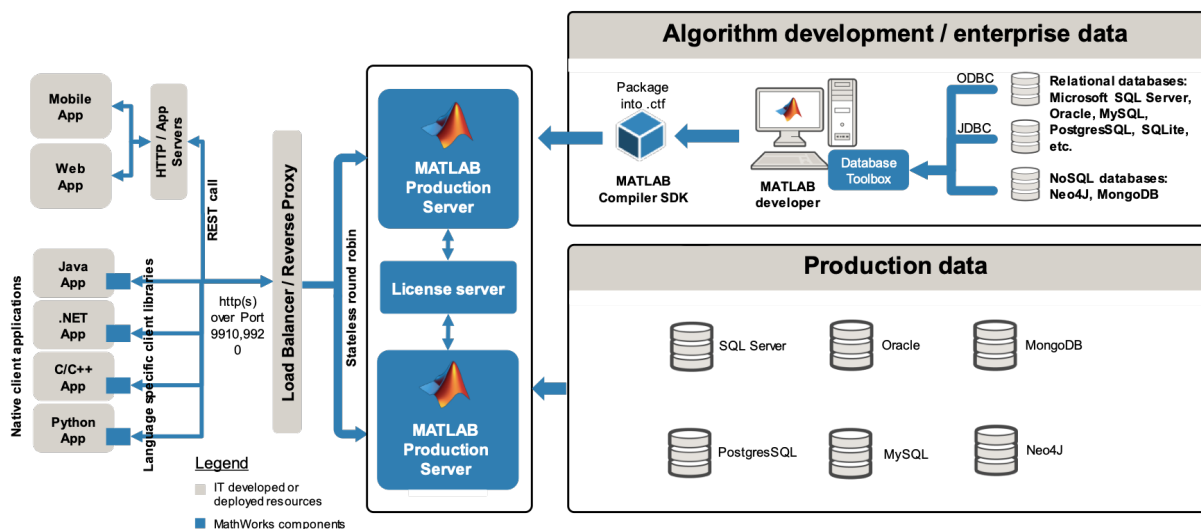 Algorithm development / enterprise data
Mobile
App
Web
App
HTTP / App
Servers
REST call
Native client applications
Java
App
.NET
App
C/C++
App
Python
App
Language specific client libraries
http(s)
over Port
9910,992
0
Load Balancer / Reverse Proxy
Stateless round robin
MATLAB
Production
Server
License server
MATLAB
Production
Server
Package
into .ctf
MATLAB
Compiler SDK
MATLAB
developer
Database
Toolbox
ODBC
JDBC
Relational databases:
Microsoft SQL Server,
Oracle, MySQL,
PostgresSQL, SQLite,
etc.
NoSQL databases:
Neo4J, MongoDB
Production data
SQL Server
Oracle
MongoDB
PostgresSQL
MySQL
Neo4J
Legend
IT developed or
deployed resources
MathWorks components